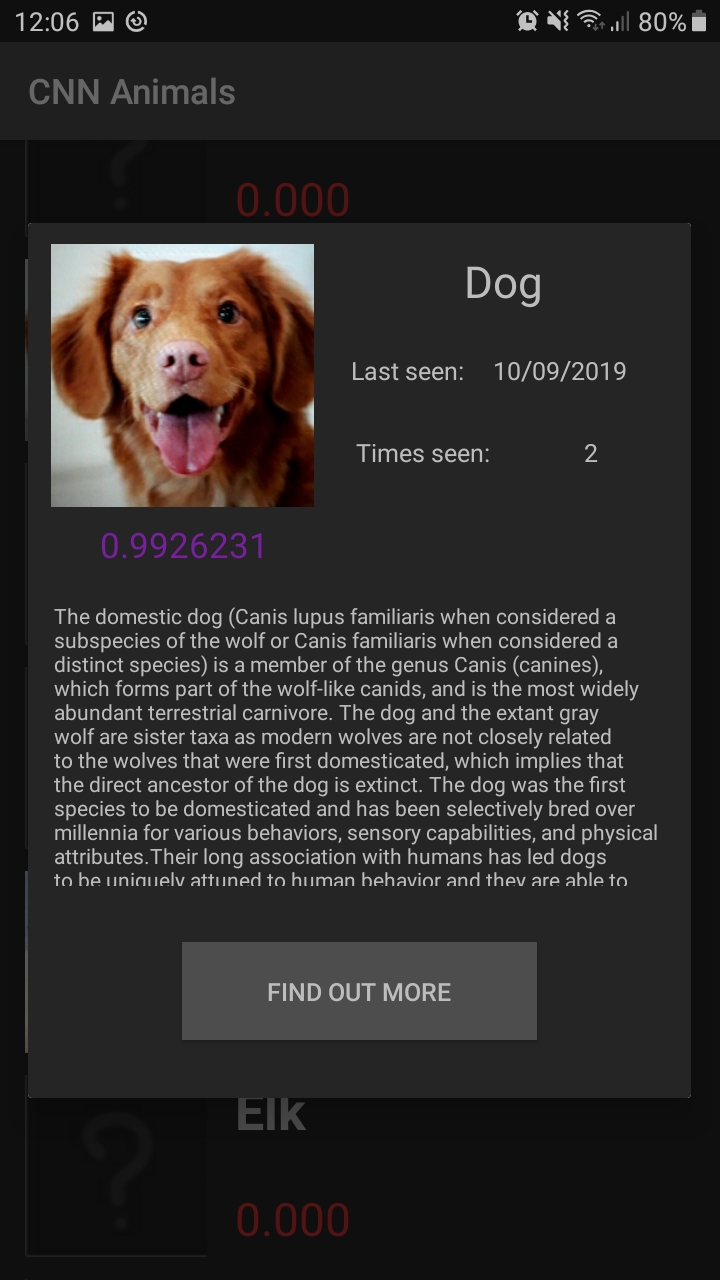 12:06 80%
CNN Animals
0.000
Dog
Last seen: 10/09/2019
Times seen: 2
0.9926231
The domestic dog (Canis lupus familiaris when considered a
subspecies of the wolf or Canis familiaris when considered a
distinct species) is a member of the genus Canis (canines),
which forms part of the wolf-like canids, and is the most widely
abundant terrestrial carnivore. The dog and the extant gray
wolf are sister taxa as modern wolves are not closely related
to the wolves that were first domesticated, which implies that
the direct ancestor of the dog is extinct. The dog was the first
species to be domesticated and has been selectively bred over
millennia for various behaviors, sensory capabilities, and physical
attributes.Their long association with humans has led dogs
to be uniquely attuned to human behavior and they are able to
FIND OUT MORE
Elk
?
0.000